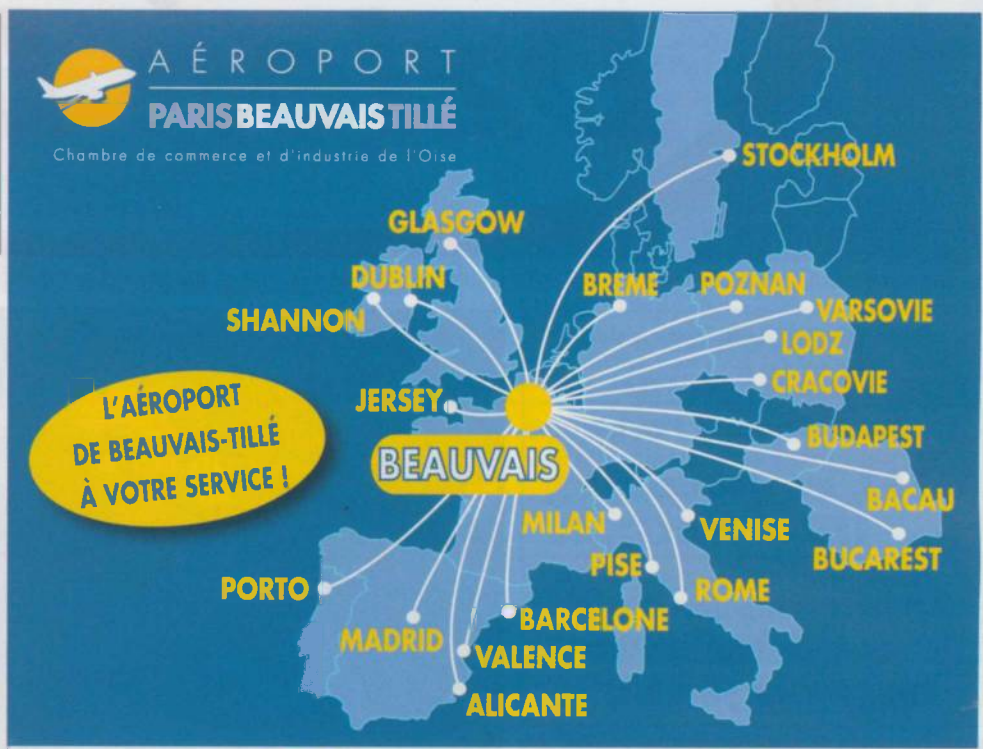 AÉROPORT
PARIS BEAUVAIS TILLÉ
Chambre de commerce et d'industrie de l'Oise
STOCKHOLM
GLASGOW
DUBLIN
BREME
POZNAN
SHANNON
VARSOVIE
LODZ
CRACOVIE
JERSEY
L'AÉROPORT
DE BEAUVAIS-TILLÉ
À VOTRE SERVICE !
BUDAPEST
BEAUVAIS
BACAU
MILAN
VENISE
BUCAREST
PISE
PORTO
ROME
BARCELONE
MADRID
VALENCE
ALICANTE